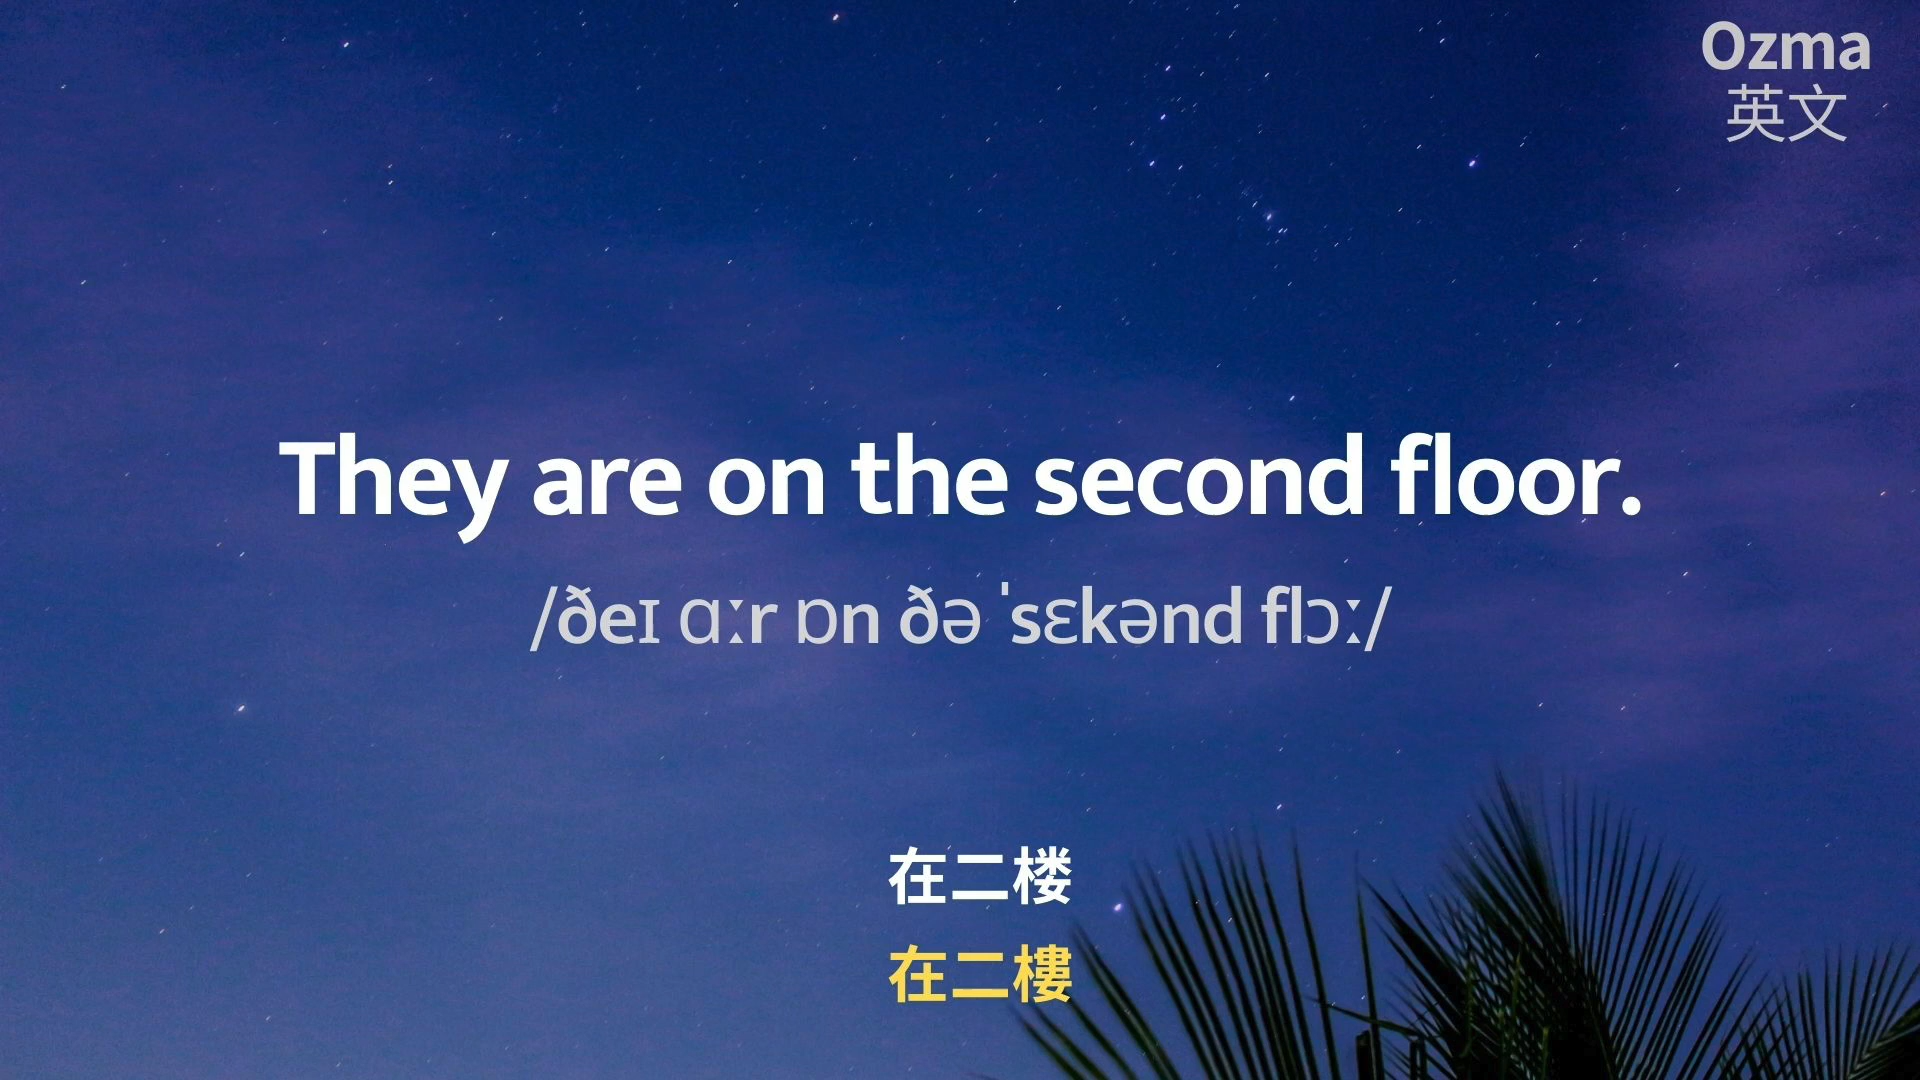 Ozma
英文
They are on the second floor.
/ðeɪ ɑːr ɒn ðə ˈsɛkənd flɔː/
在二楼
在二樓